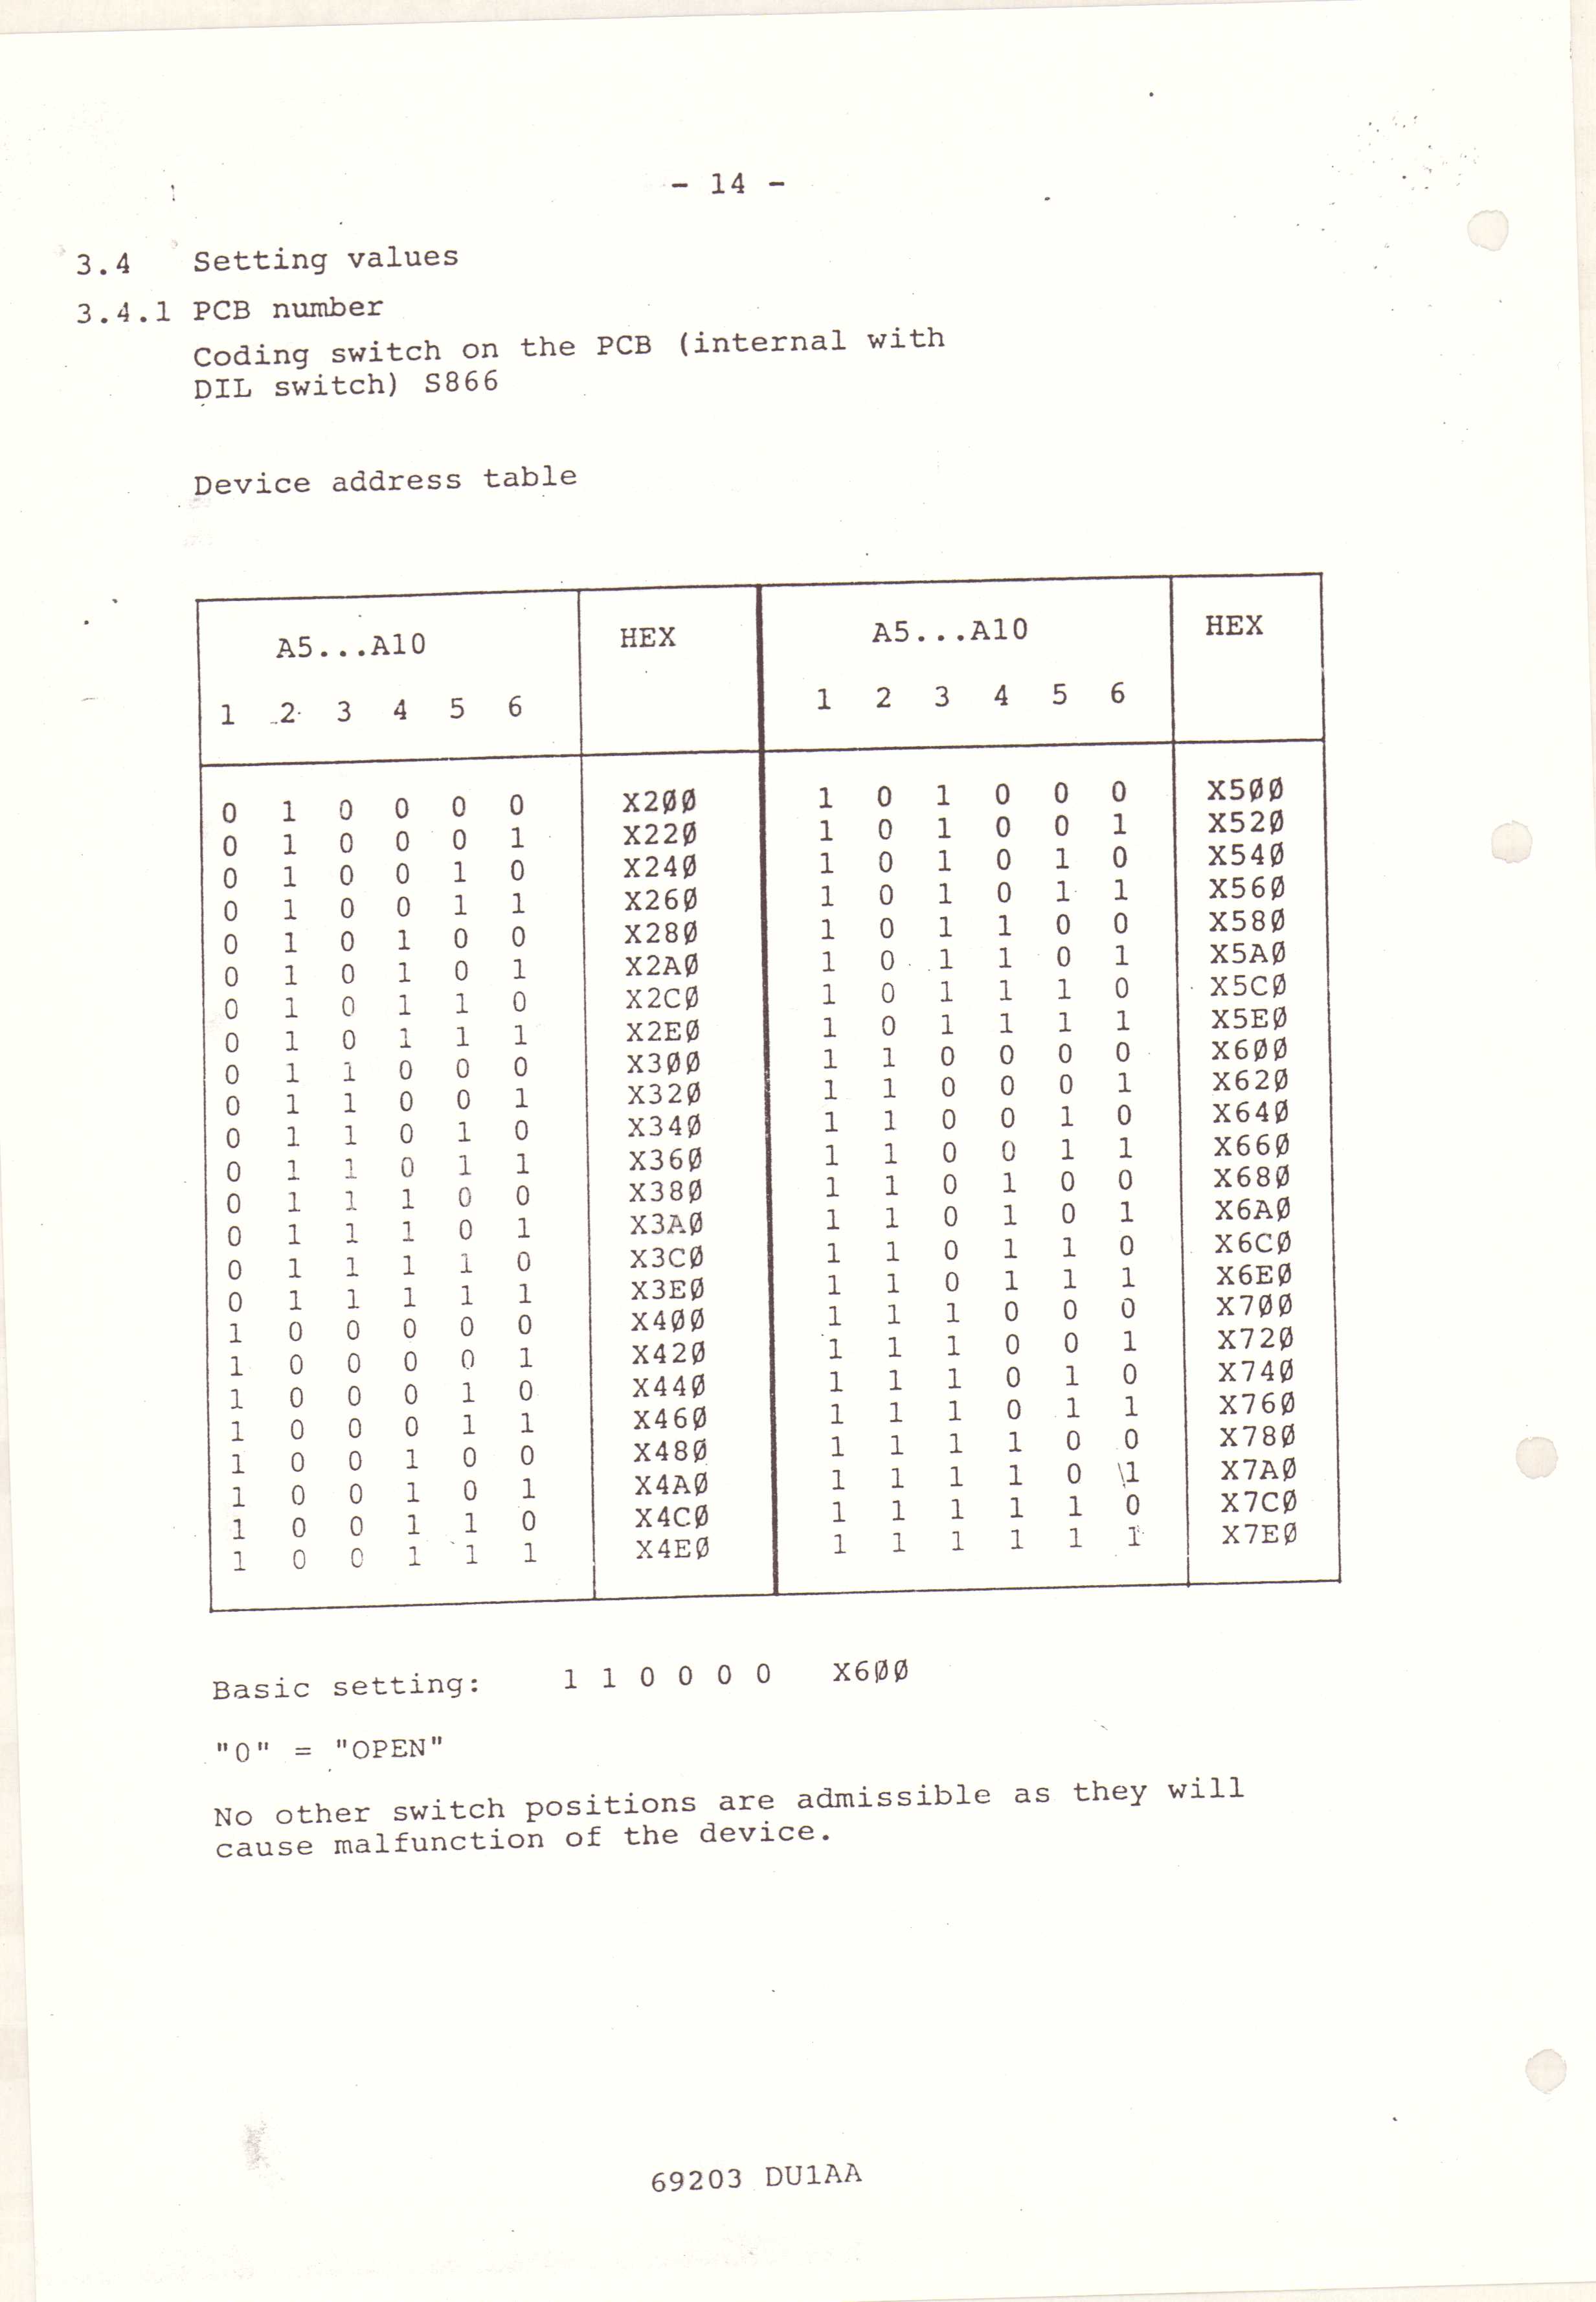 - 14 -
3.4 Setting values
3.4.1 PCB number
Coding switch on the PCB (internal with
DIL switch) S866
Device address table
A5...A10 HEX A5...A10 HEX
1 2 3 4 5 6 1 2 3 4 5 6
0 1 0 0 0 0 X2ØØ 1 0 1 0 0 0 X5ØØ
0 1 0 0 0 1 X22Ø 1 0 1 0 0 1 X52Ø
0 1 0 0 1 0 X24Ø 1 0 1 0 1 0 X54Ø
0 1 0 0 1 1 X26Ø 1 0 1 0 1 1 X56Ø
0 1 0 1 0 0 X28Ø 1 0 1 1 0 0 X58Ø
0 1 0 1 0 1 X2AØ 1 0 1 1 0 1 X5AØ
0 1 0 1 1 0 X2CØ 1 0 1 1 1 0 X5CØ
0 1 0 1 1 1 X2EØ 1 0 1 1 1 1 X5EØ
0 1 1 0 0 0 X3ØØ 1 1 0 0 0 0 X6ØØ
0 1 1 0 0 1 X32Ø 1 1 0 0 0 1 X62Ø
0 1 1 0 1 0 X34Ø 1 1 0 0 1 0 X64Ø
0 1 1 0 1 1 X36Ø 1 1 0 0 1 1 X66Ø
0 1 1 1 0 0 X38Ø 1 1 0 1 0 0 X68Ø
0 1 1 1 0 1 X3AØ 1 1 0 1 0 1 X6AØ
0 1 1 1 1 0 X3CØ 1 1 0 1 1 0 X6CØ
0 1 1 1 1 1 X3EØ 1 1 0 1 1 1 X6EØ
1 0 0 0 0 0 X4ØØ 1 1 1 0 0 0 X7ØØ
1 0 0 0 0 1 X42Ø 1 1 1 0 0 1 X72Ø
1 0 0 0 1 0 X44Ø 1 1 1 0 1 0 X74Ø
1 0 0 0 1 1 X46Ø 1 1 1 0 1 1 X76Ø
1 0 0 1 0 0 X48Ø 1 1 1 1 0 0 X78Ø
1 0 0 1 0 1 X4AØ 1 1 1 1 0 1 X7AØ
1 0 0 1 1 0 X4CØ 1 1 1 1 1 0 X7CØ
1 0 0 1 1 1 X4EØ 1 1 1 1 1 1 X7EØ
Basic setting: 1 1 0 0 0 0 X6ØØ
"0" = "OPEN"
No other switch positions are admissible as they will
cause malfunction of the device.
69203 DU1AA